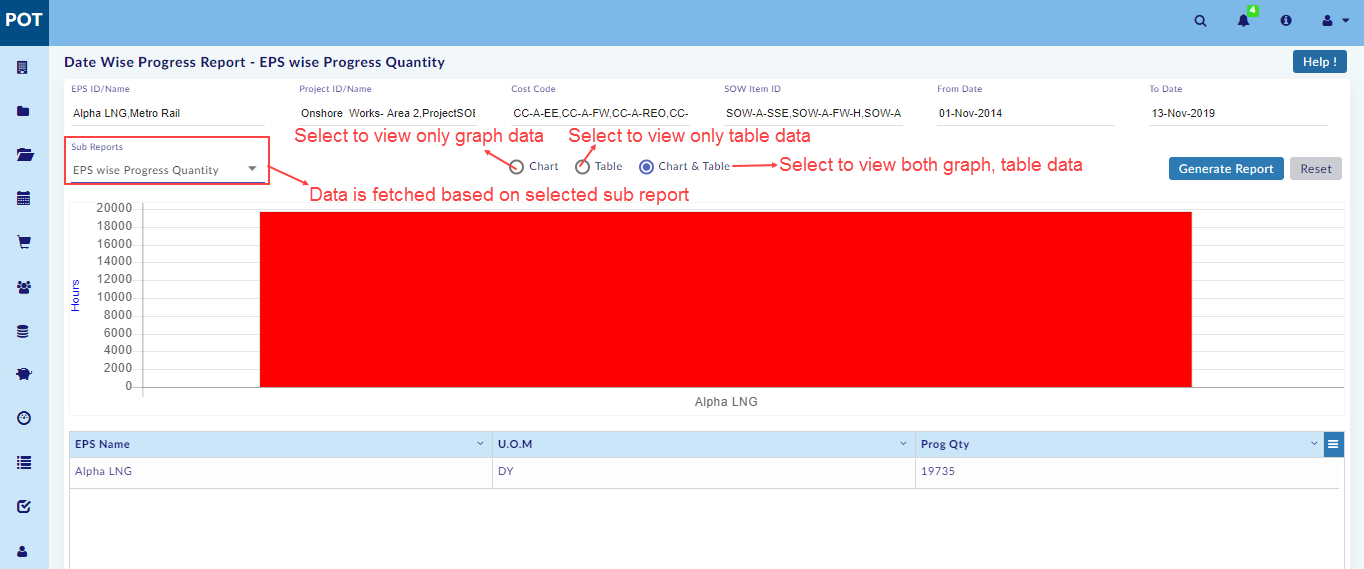 POT
4
Date Wise Progress Report - EPS wise Progress Quantity
Help !
EPS ID/Name
Project ID/Name
Cost Code
SOW Item ID
From Date
To Date
Alpha LNG,Metro Rail
Onshore Works- Area 2,ProjectSOE
CC-A-EE,CC-A-FW,CC-A-REO,CC-
SOW-A-SSE,SOW-A-FW-H,SOW-A
01-Nov-2014
13-Nov-2019
Select to view only graph data
Select to view only table data
Sub Reports
EPS wise Progress Quantity
Chart
Table
Chart & Table
Select to view both graph, table data
Generate Report
Reset
Data is fetched based on selected sub report
20000
18000
16000
14000
12000
10000
8000
6000
4000
2000
0
Hours
Alpha LNG
EPS Name
U.O.M
Prog Qty
Alpha LNG
DY
19735